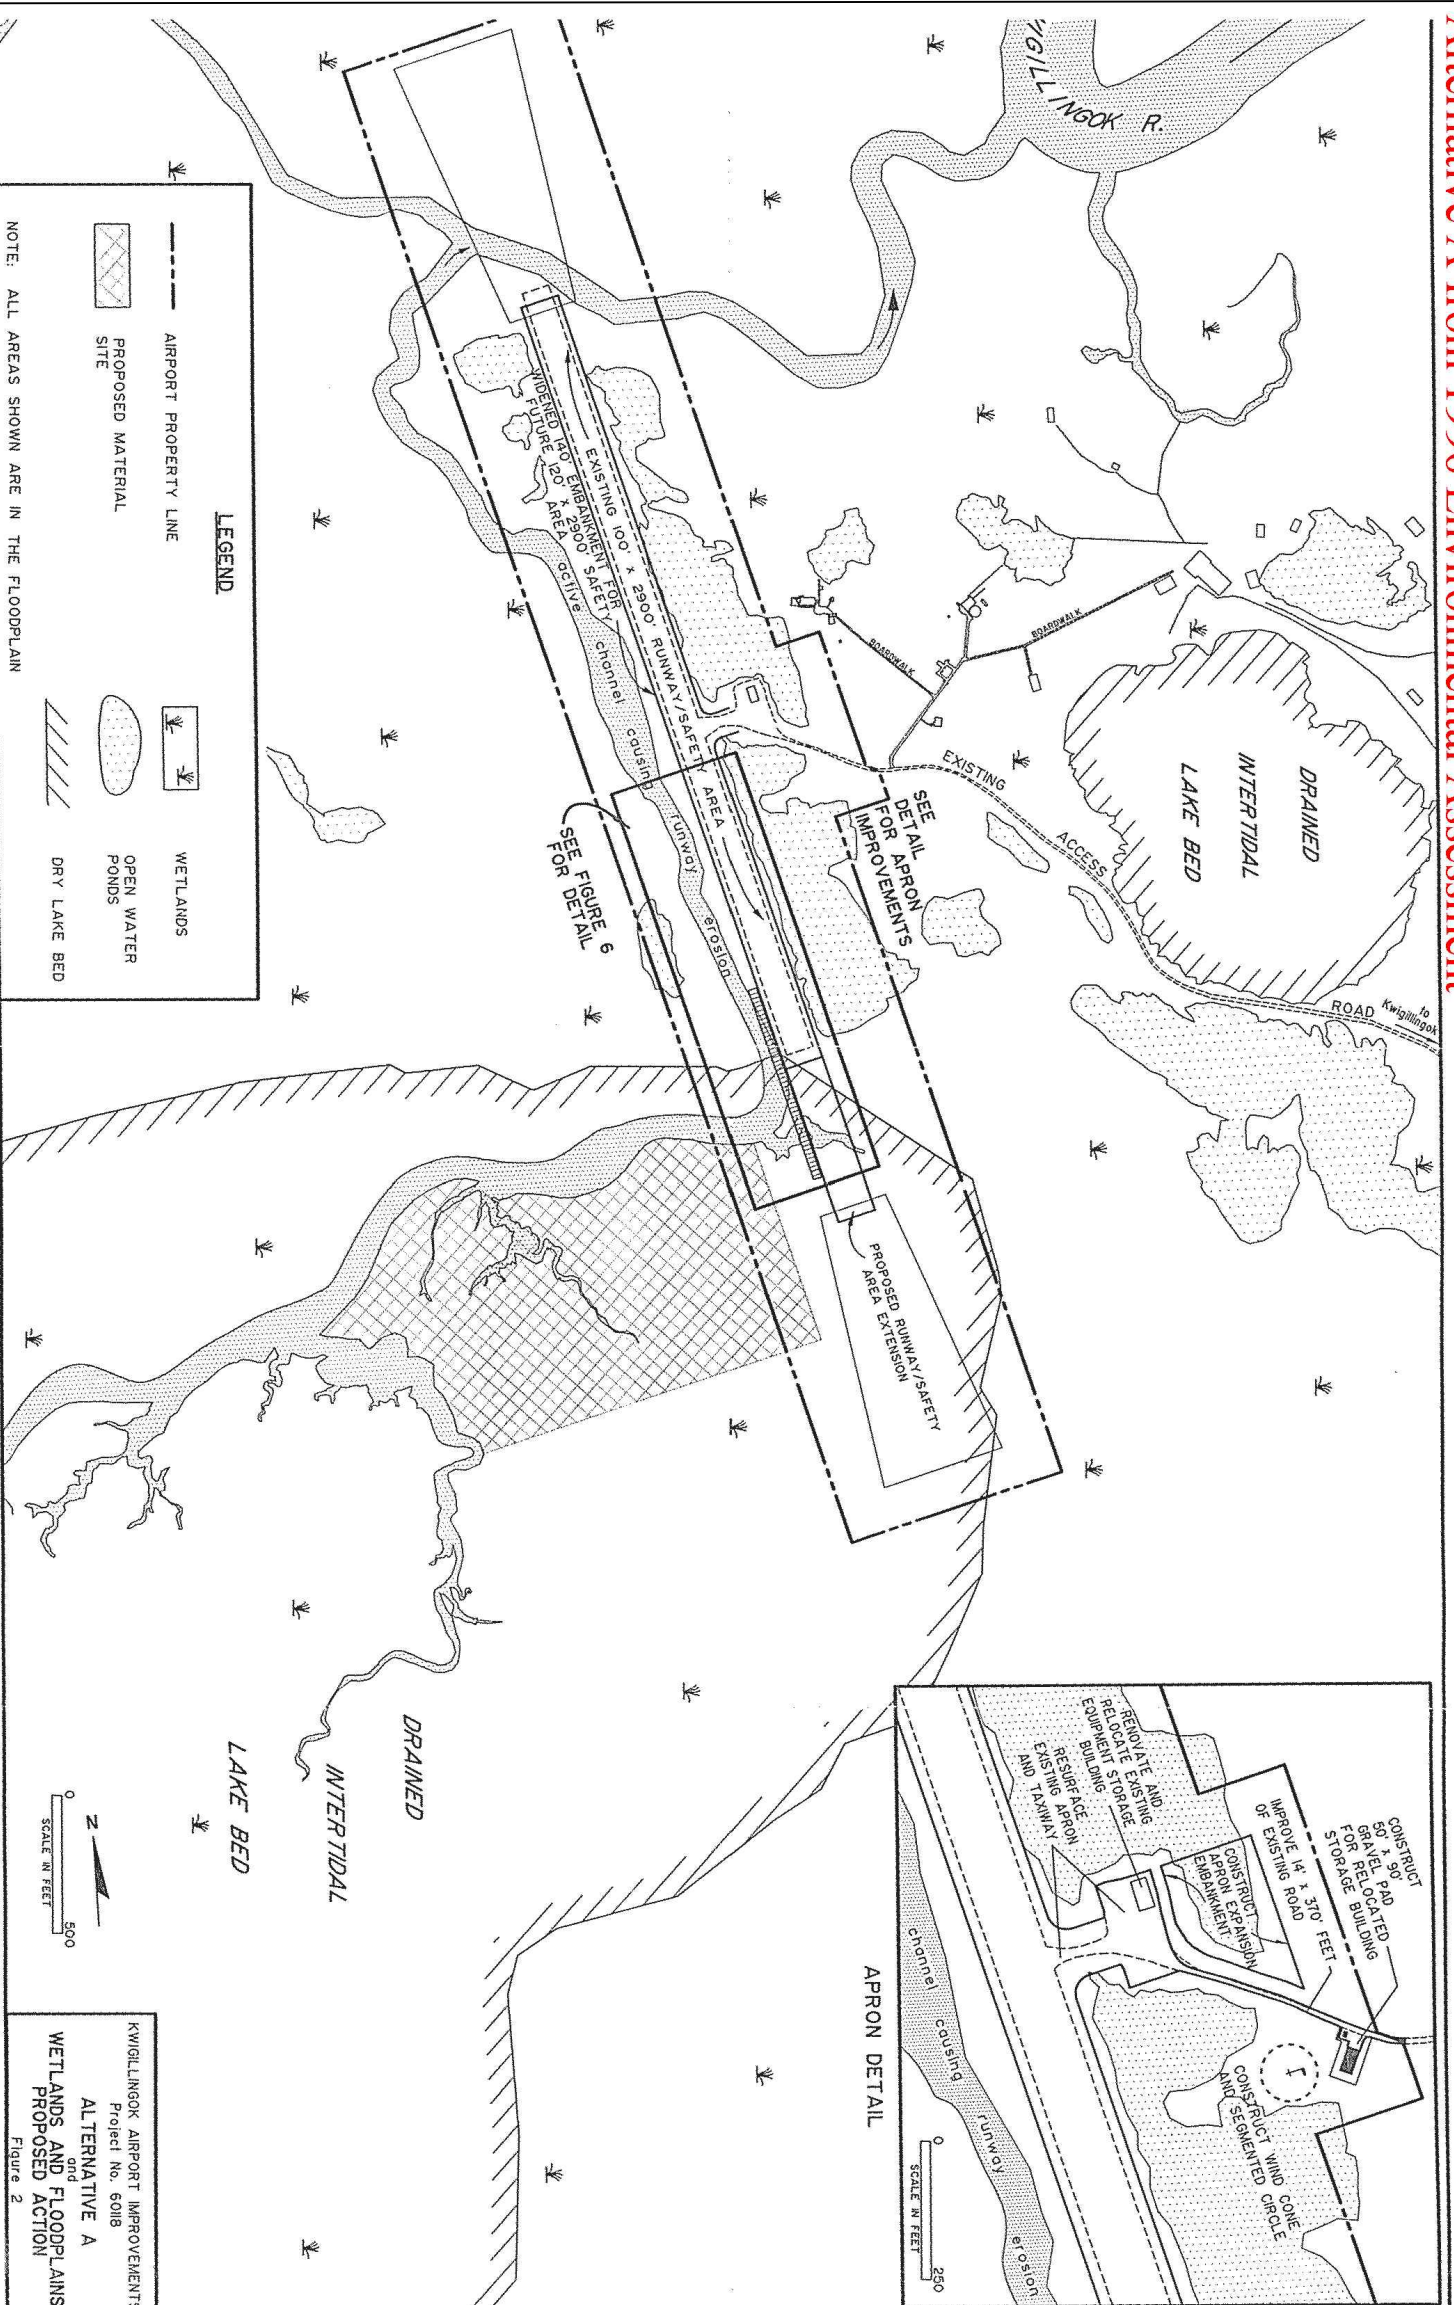 Alternative A from 1996 Environmental Assessment
KWIGILLINGOK R.
DRAINED
INTERTIDAL
LAKE BED
BOARDWALK
BOARDWALK
EXISTING
ACCESS
ROAD
to
Kwigillingok
SEE
DETAIL
FOR APRON
IMPROVEMENTS
EXISTING 100' x 2900' RUNWAY/SAFETY AREA
WIDENED 140' EMBANKMENT FOR
FUTURE 120' x 2900' SAFETY
AREA
active channel causing runway erosion
SEE FIGURE 6
FOR DETAIL
PROPOSED RUNWAY/SAFETY
AREA EXTENSION
LEGEND
AIRPORT PROPERTY LINE
PROPOSED MATERIAL
SITE
WETLANDS
OPEN WATER
PONDS
DRY LAKE BED
NOTE: ALL AREAS SHOWN ARE IN THE FLOODPLAIN
DRAINED
INTERTIDAL
LAKE BED
N
0 500
SCALE IN FEET
CONSTRUCT
50' x 90'
GRAVEL PAD
FOR RELOCATED
STORAGE BUILDING
IMPROVE 14' x 370' FEET
OF EXISTING ROAD
CONSTRUCT
APRON EXPANSION
EMBANKMENT
RENOVATE AND
RELOCATE EXISTING
EQUIPMENT STORAGE
BUILDING
RESURFACE
EXISTING APRON
AND TAXIWAY
CONSTRUCT WIND CONE
AND SEGMENTED CIRCLE
channel causing runway erosion
APRON DETAIL
0 250
SCALE IN FEET
KWIGILLINGOK AIRPORT IMPROVEMENTS
Project No. 60118
ALTERNATIVE A
and
WETLANDS AND FLOODPLAINS
PROPOSED ACTION
Figure 2